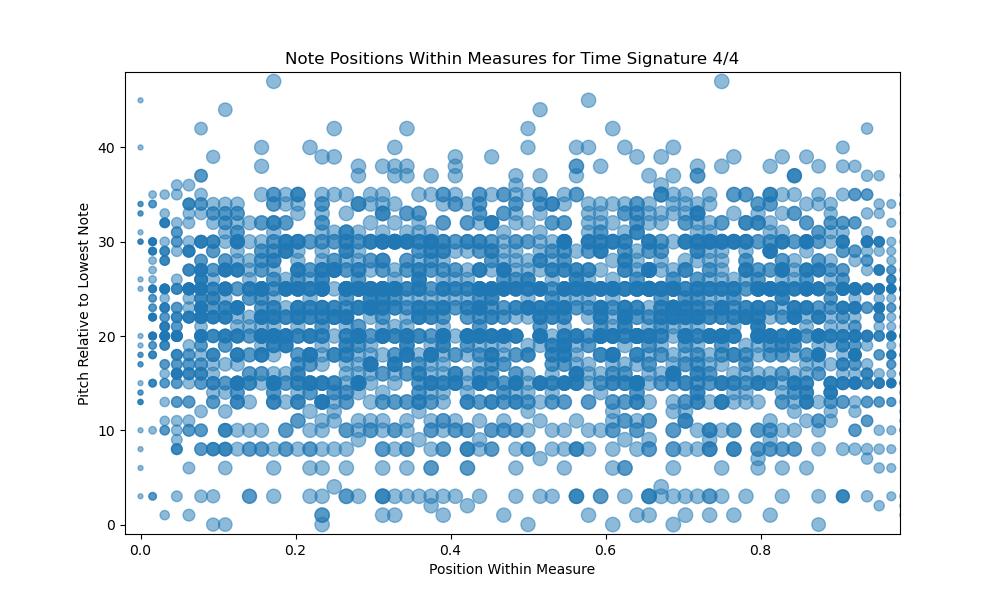 Note Positions Within Measures for Time Signature 4/4
Pitch Relative to Lowest Note
40
30
20
10
0
0.0 0.2 0.4 0.6 0.8
Position Within Measure